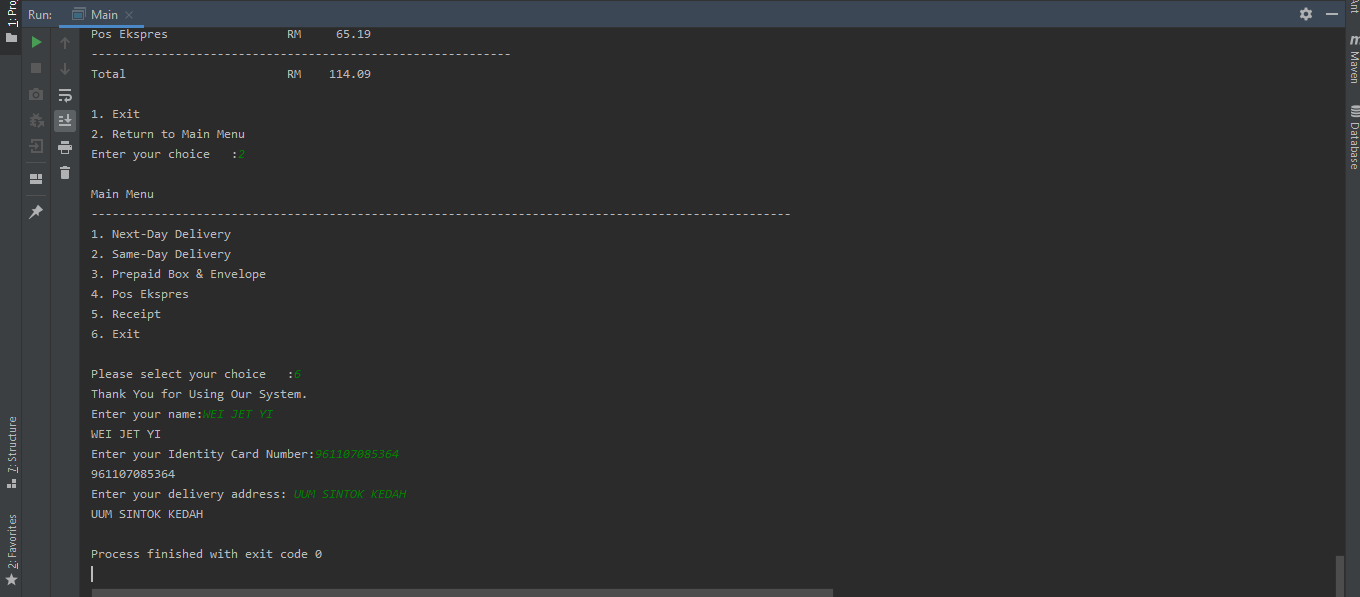 Run: Main
1: Pro
Pos Ekspres RM 65.19
------------------------------------------------------------
Total RM 114.09
1. Exit
2. Return to Main Menu
Enter your choice :2
Main Menu
----------------------------------------------------------------------------------------------------
1. Next-Day Delivery
2. Same-Day Delivery
3. Prepaid Box & Envelope
4. Pos Ekspres
5. Receipt
6. Exit
Please select your choice :6
Thank You for Using Our System.
Enter your name:WEI JET YI
WEI JET YI
Enter your Identity Card Number:961107085364
961107085364
Enter your delivery address: UUM SINTOK KEDAH
UUM SINTOK KEDAH
Process finished with exit code 0
7: Structure
2: Favorites
Ant
m Maven
Database